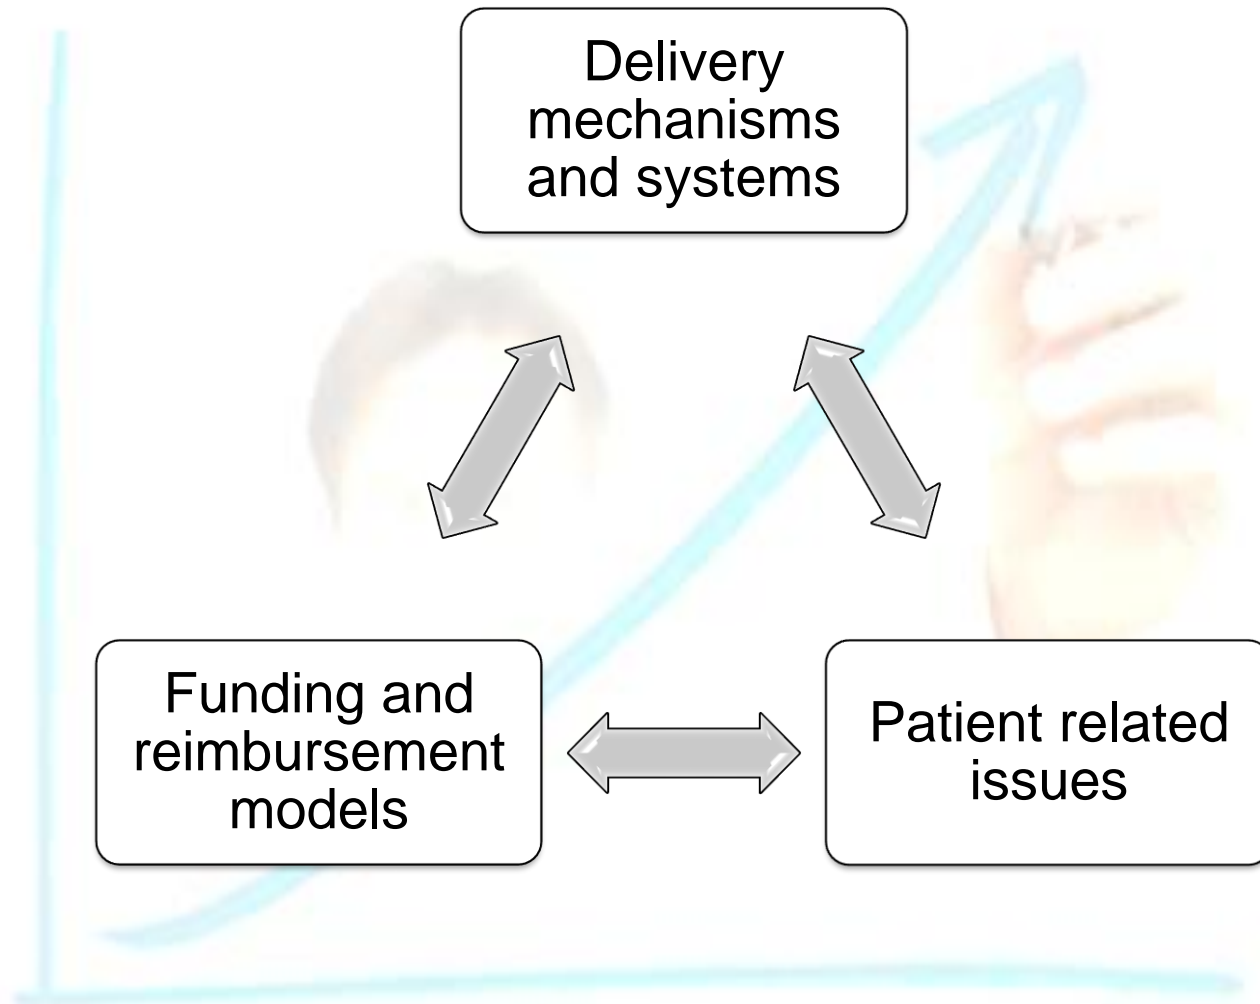 Delivery
mechanisms
and systems
Funding and
reimbursement
models
Patient related
issues